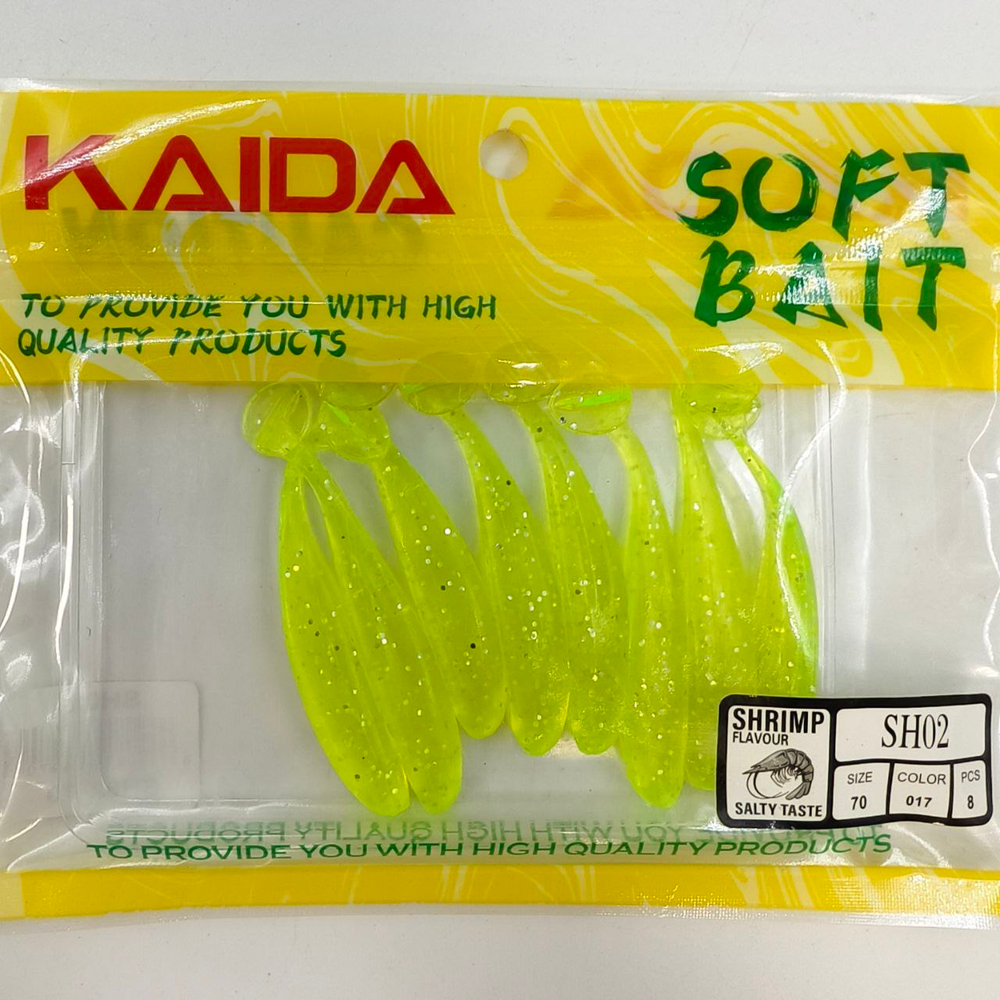 KAIDA
SOFT
BAIT
TO PROVIDE YOU WITH HIGH
QUALITY PRODUCTS
SHRIMP
FLAVOUR
SALTY TASTE
SH02
SIZE
70
COLOR
017
PCS
8
TO PROVIDE YOU WITH HIGH QUALITY PRODUCTS